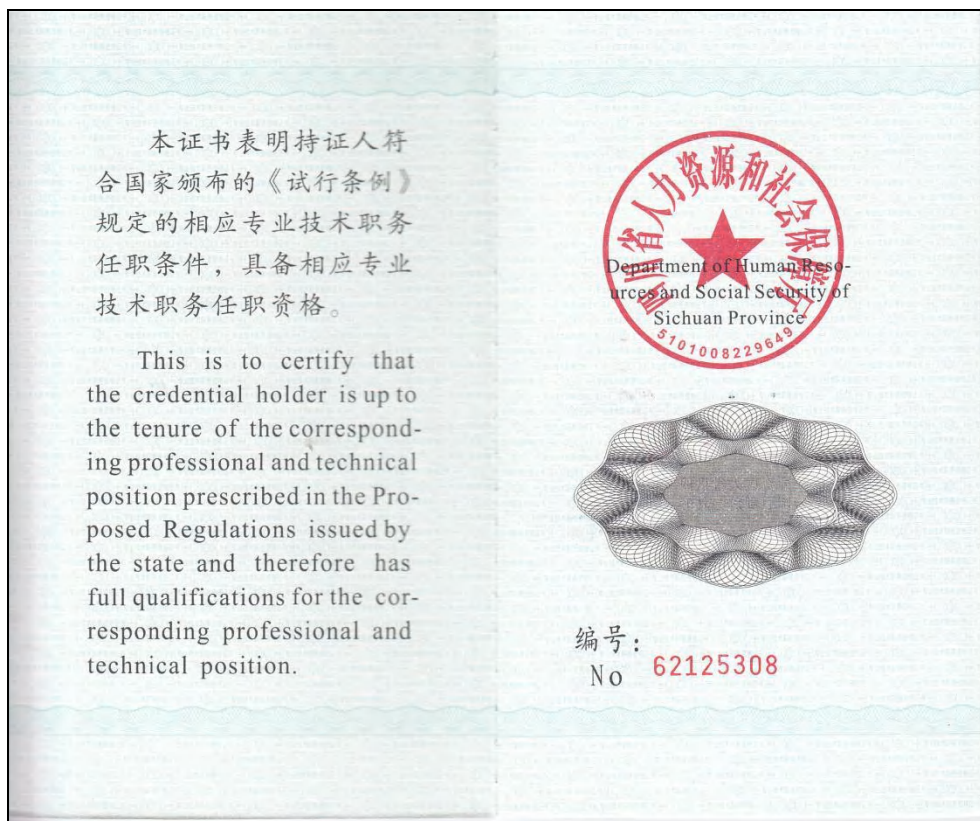 本证书表明持证人符
合国家颁布的《试行条例》
规定的相应专业技术职务
任职条件，具备相应专业
技术职务任职资格。
This is to certify that
the credential holder is up to
the tenure of the correspond-
ing professional and technical
position prescribed in the Pro-
posed Regulations issued by
the state and therefore has
full qualifications for the cor-
responding professional and
technical position.
四川省人力资源和社会保障厅
Department of Human Reso-
urces and Social Security of
Sichuan Province
5101008229649
编号：
No 62125308